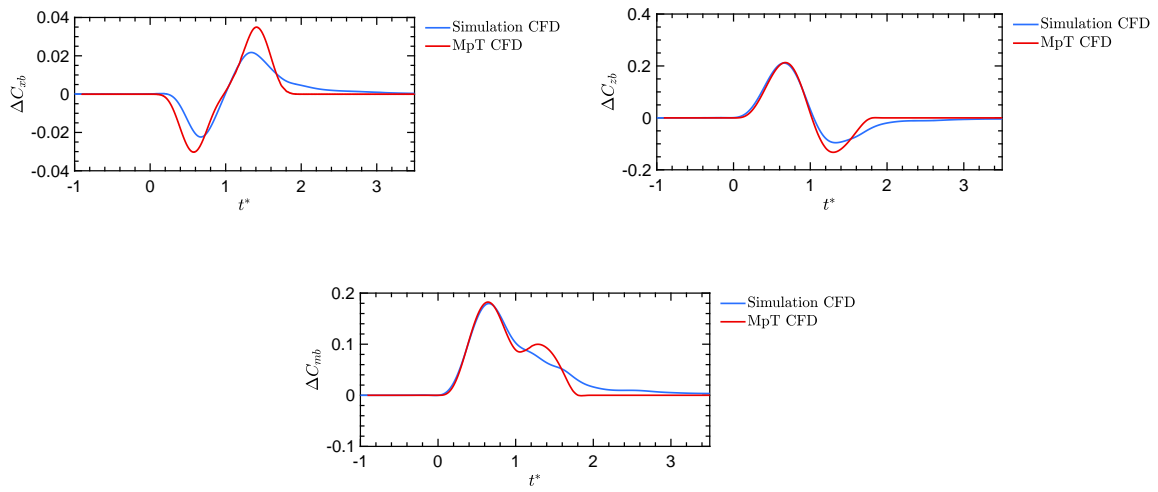 0.04
0.02
0
-0.02
-0.04
ΔC_xb
-1 0 1 2 3
t*
Simulation CFD
MpT CFD
0.4
0.2
0
-0.2
ΔC_zb
-1 0 1 2 3
t*
Simulation CFD
MpT CFD
0.2
0.1
0
-0.1
ΔC_mb
-1 0 1 2 3
t*
Simulation CFD
MpT CFD